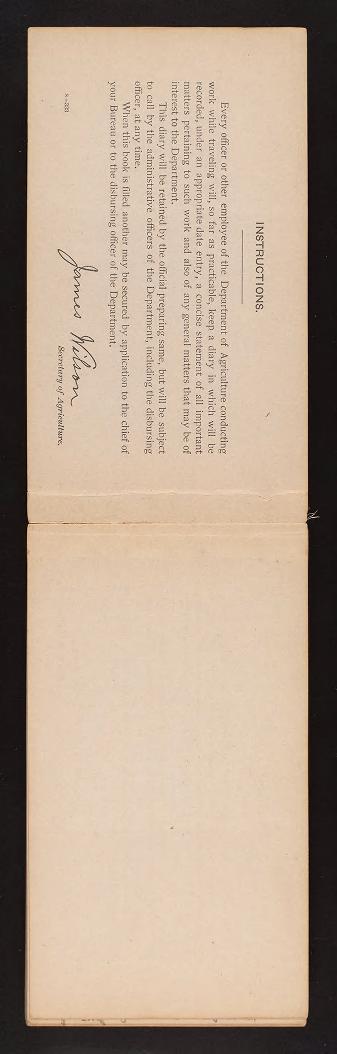 INSTRUCTIONS.
Every officer or other employee of the Department of Agriculture conducting
work while traveling will, so far as practicable, keep a diary in which will be
recorded, under an appropriate date entry, a concise statement of all important
matters pertaining to such work and also of any general matters that may be of
interest to the Department.
This diary will be retained by the official preparing same, but will be subject
to call by the administrative officers of the Department, including the disbursing
officer, at any time.
When this book is filled another may be secured by application to the chief of
your Bureau or to the disbursing officer of the Department.
James Wilson
Secretary of Agriculture.